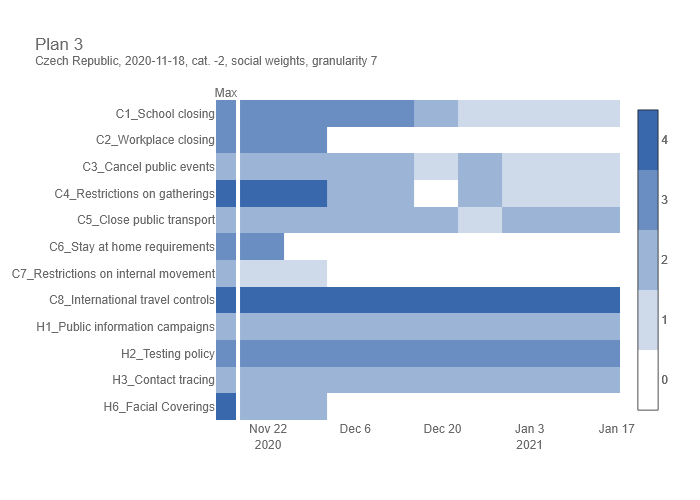 Plan 3
Czech Republic, 2020-11-18, cat. -2, social weights, granularity 7
Max
C1_School closing
C2_Workplace closing
C3_Cancel public events
C4_Restrictions on gatherings
C5_Close public transport
C6_Stay at home requirements
C7_Restrictions on internal movement
C8_International travel controls
H1_Public information campaigns
H2_Testing policy
H3_Contact tracing
H6_Facial Coverings
4
3
2
1
0
Nov 22 Dec 6 Dec 20 Jan 3 Jan 17
2020 2021